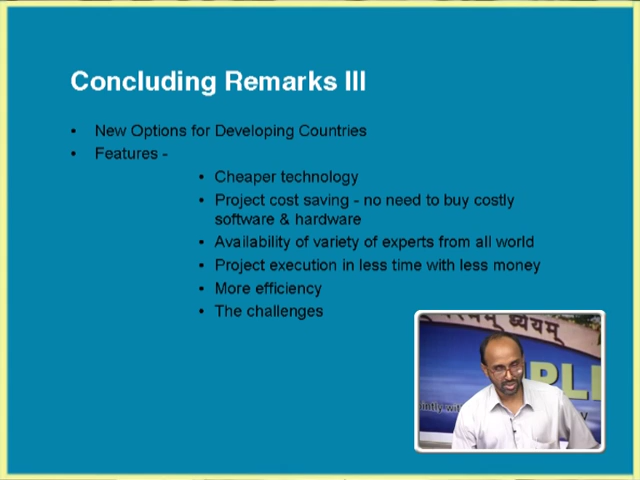 Concluding Remarks III
• New Options for Developing Countries
• Features -
• Cheaper technology
• Project cost saving - no need to buy costly
software & hardware
• Availability of variety of experts from all world
• Project execution in less time with less money
• More efficiency
• The challenges
ध्येयम्